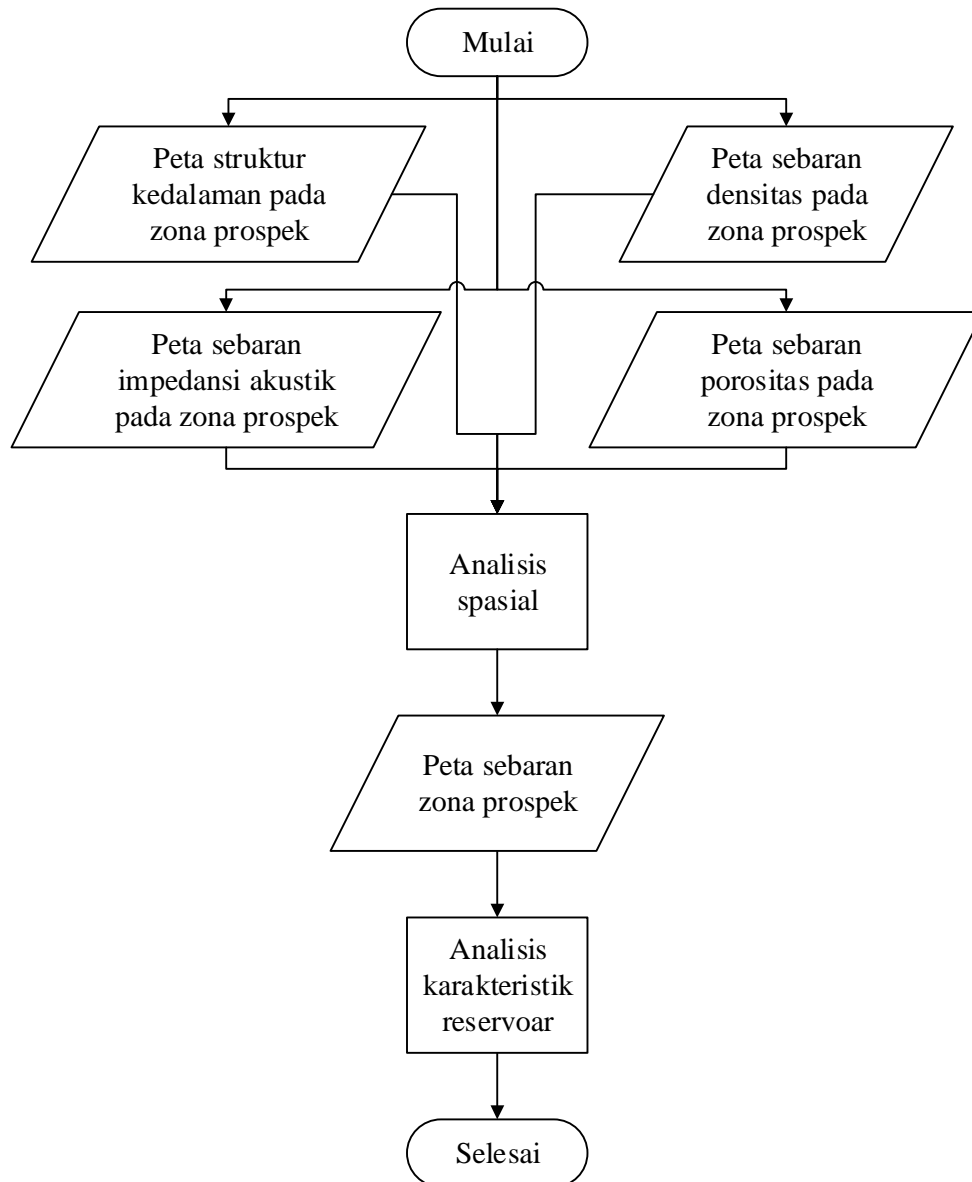 Mulai
Peta struktur
kedalaman pada
zona prospek
Peta sebaran
densitas pada
zona prospek
Peta sebaran
impedansi akustik
pada zona prospek
Peta sebaran
porositas pada
zona prospek
Analisis
spasial
Peta sebaran
zona prospek
Analisis
karakteristik
reservoar
Selesai